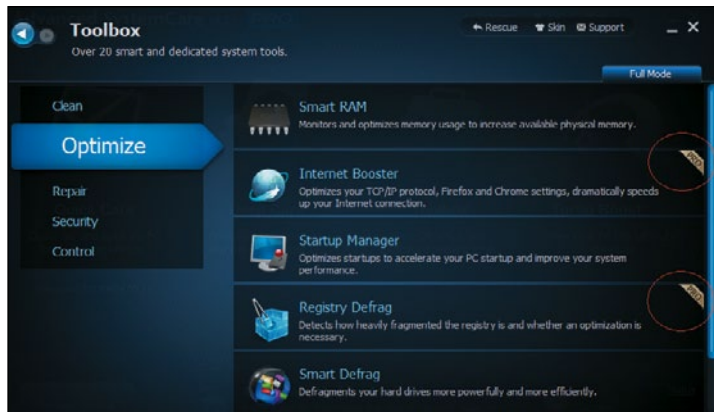 Toolbox
Rescue Skin Support
Over 20 smart and dedicated system tools.
Full Mode
Clean
Optimize
Repair
Security
Control
Smart RAM
Monitors and optimizes memory usage to increase available physical memory.
PRO
Internet Booster
Optimizes your TCP/IP protocol, Firefox and Chrome settings, dramatically speeds
up your Internet connection.
Startup Manager
Optimizes startups to accelerate your PC startup and improve your system
performance.
PRO
Registry Defrag
Detects how heavily fragmented the registry is and whether an optimization is
necessary.
Smart Defrag
Defragments your hard drives more powerfully and more efficiently.